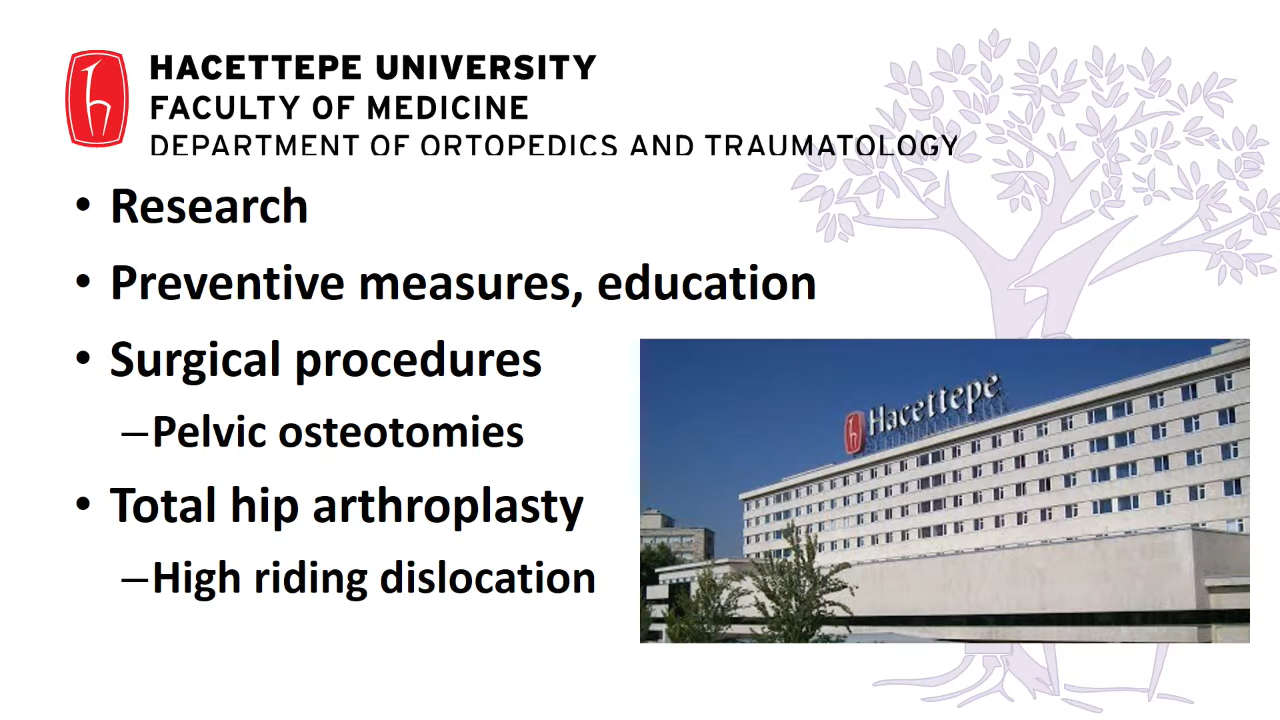 HACETTEPE UNIVERSITY
FACULTY OF MEDICINE
DEPARTMENT OF ORTOPEDICS AND TRAUMATOLOGY
• Research
• Preventive measures, education
• Surgical procedures
–Pelvic osteotomies
Hacettepe
• Total hip arthroplasty
–High riding dislocation